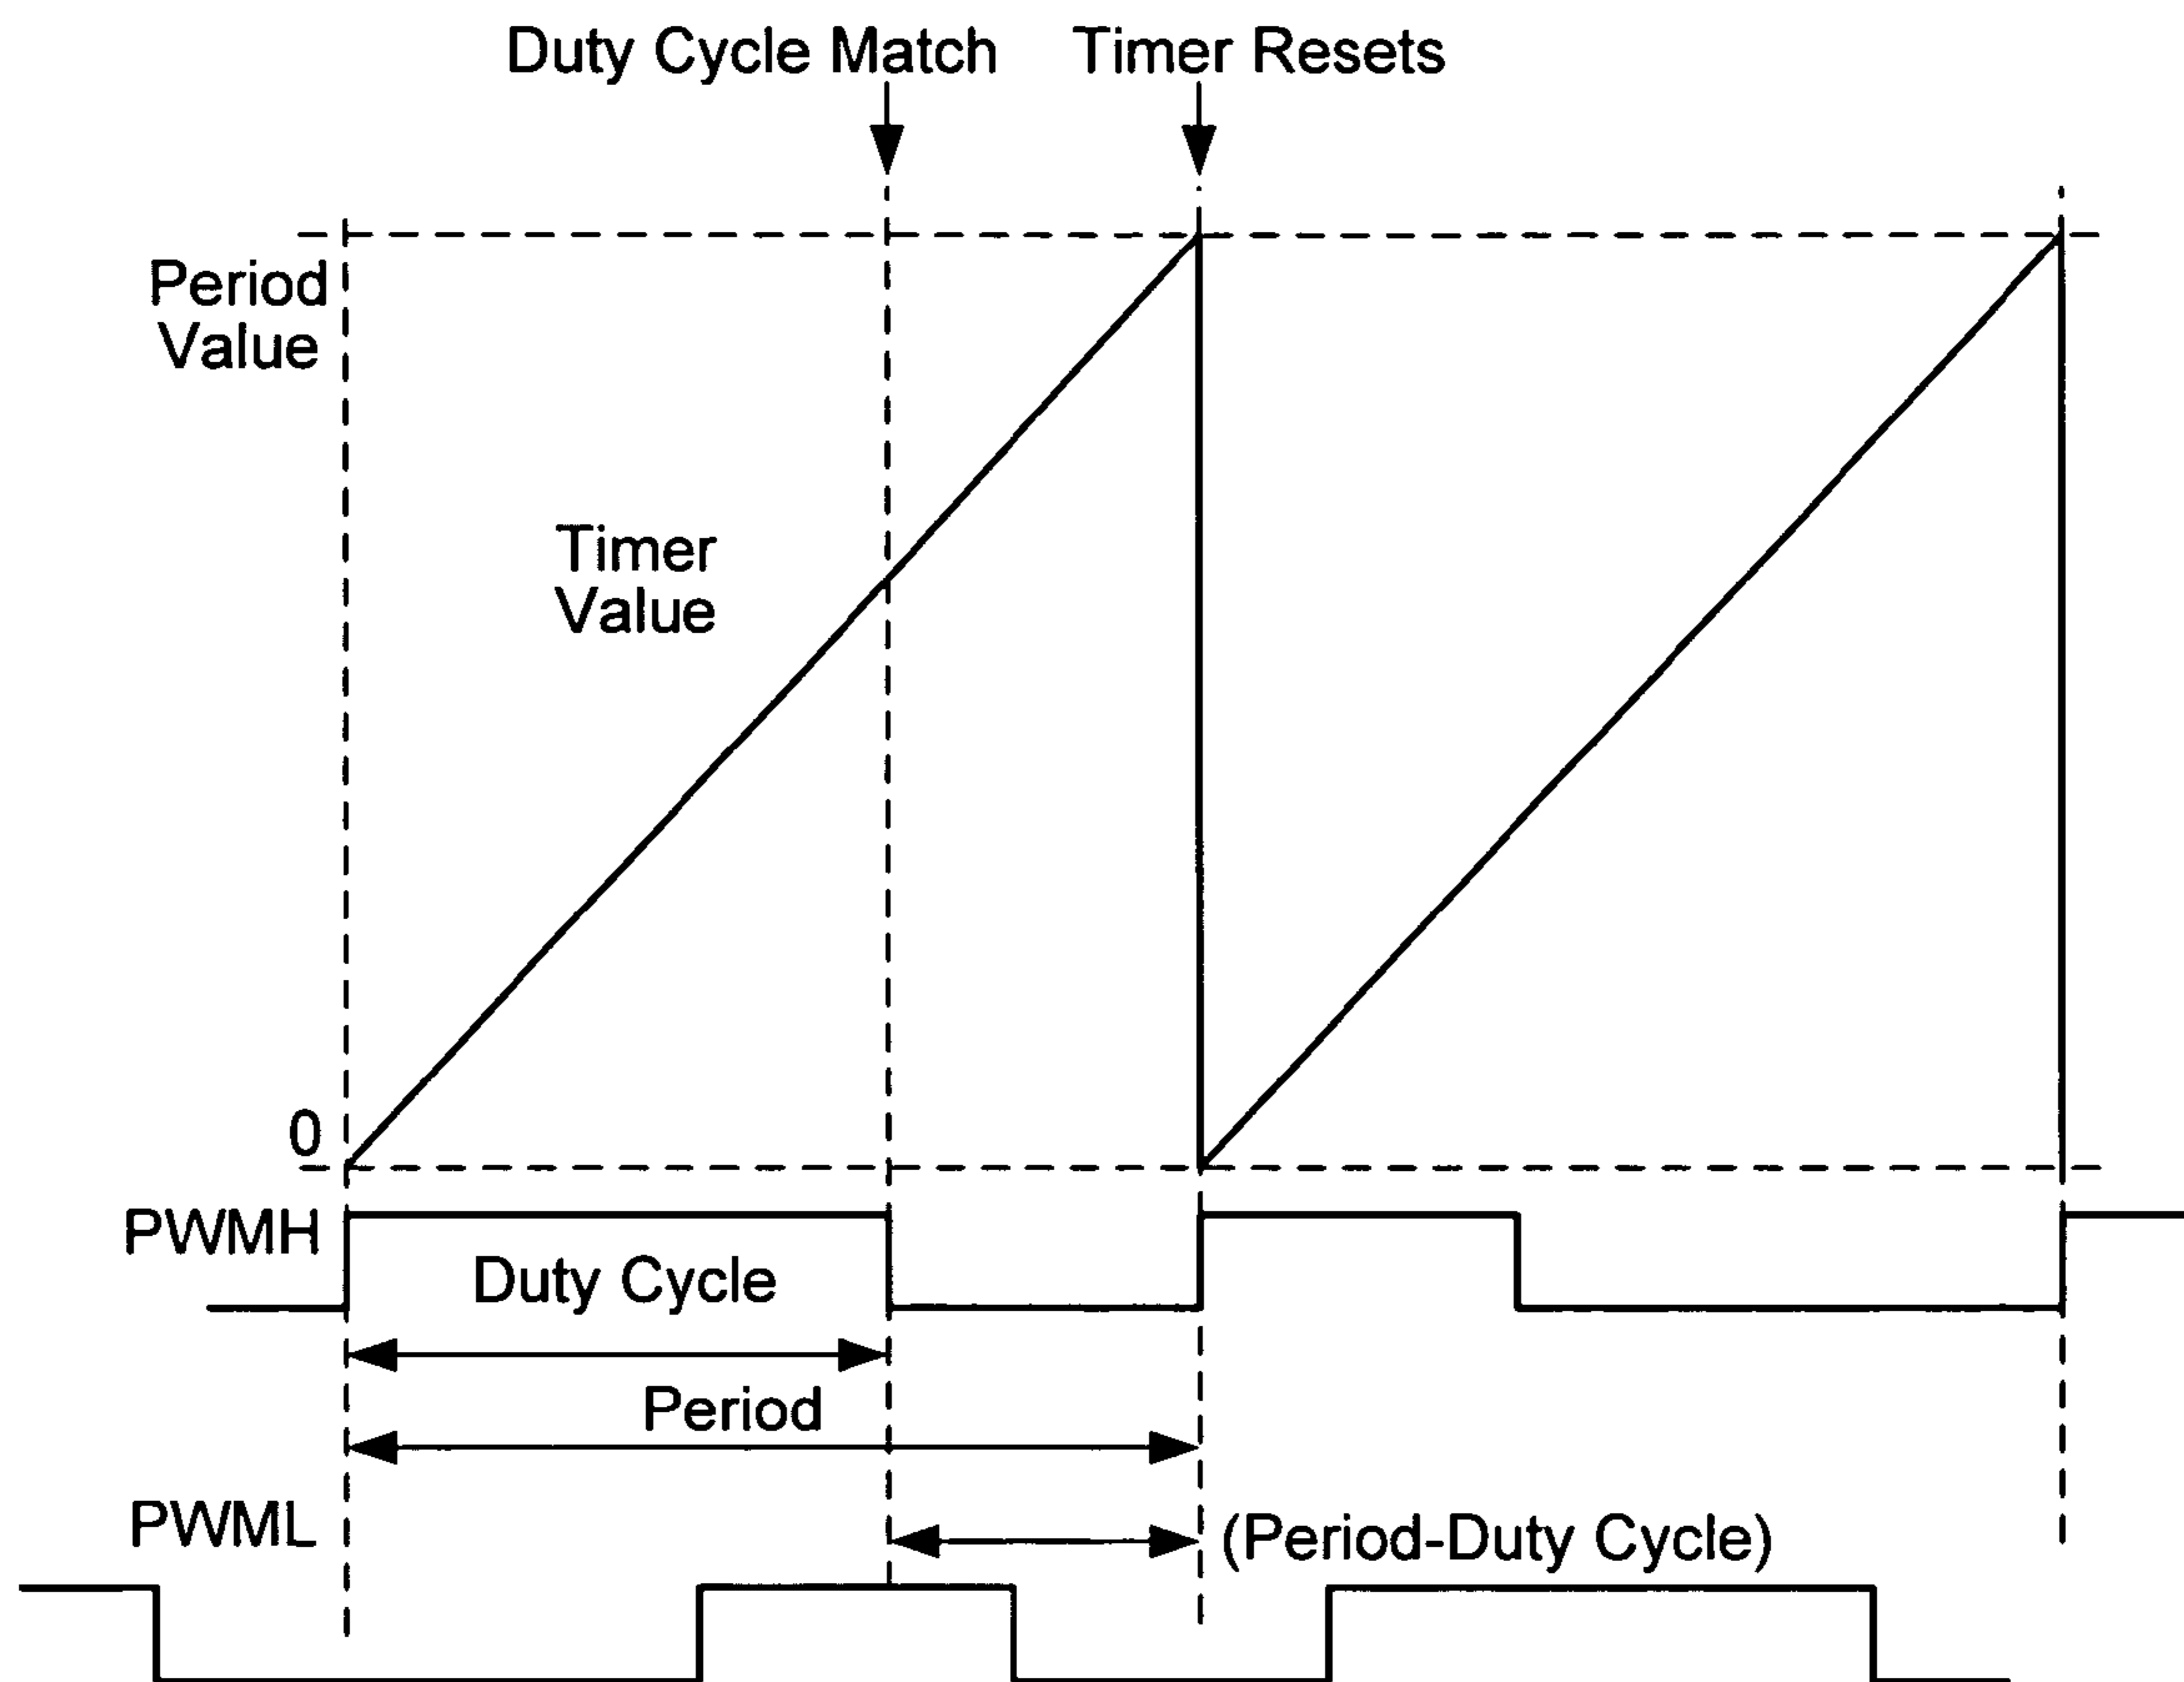 Duty Cycle Match
Timer Resets
Period
Value
Timer
Value
0
PWMH
Duty Cycle
Period
PWML
(Period-Duty Cycle)